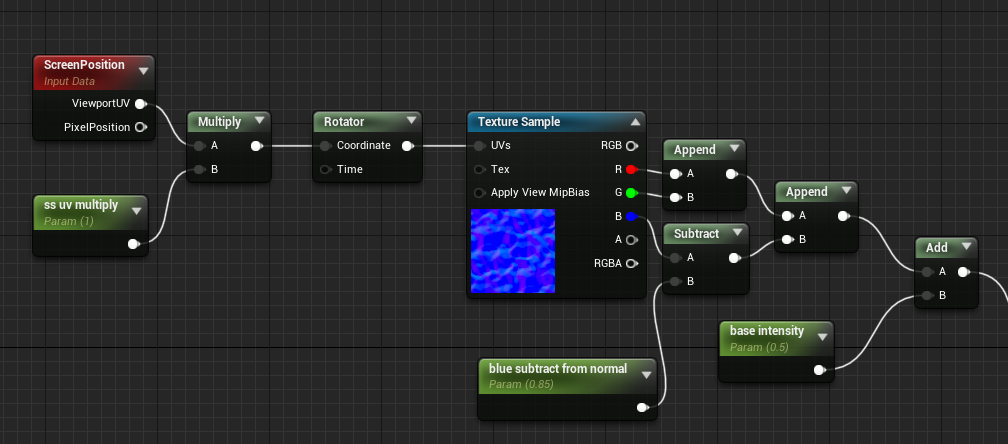 ScreenPosition
Input Data
ViewportUV
PixelPosition
ss uv multiply
Param (1)
Multiply
A
B
Rotator
Coordinate
Time
Texture Sample
UVs
RGB
Tex
R
Apply View MipBias
G
B
A
RGBA
Append
A
B
Subtract
A
B
Append
A
B
Add
A
B
base intensity
Param (0.5)
blue subtract from normal
Param (0.85)